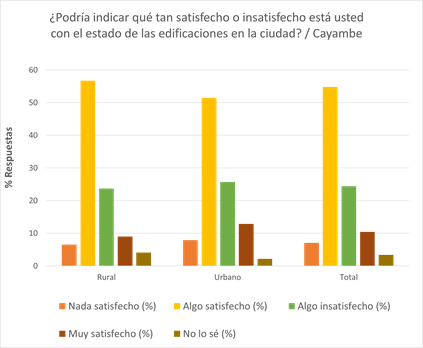 ¿Podría indicar qué tan satisfecho o insatisfecho está usted
con el estado de las edificaciones en la ciudad? / Cayambe
% Respuestas
60
50
40
30
20
10
0
Rural Urbano Total
Nada satisfecho (%) Algo satisfecho (%) Algo insatisfecho (%)
Muy satisfecho (%) No lo sé (%)